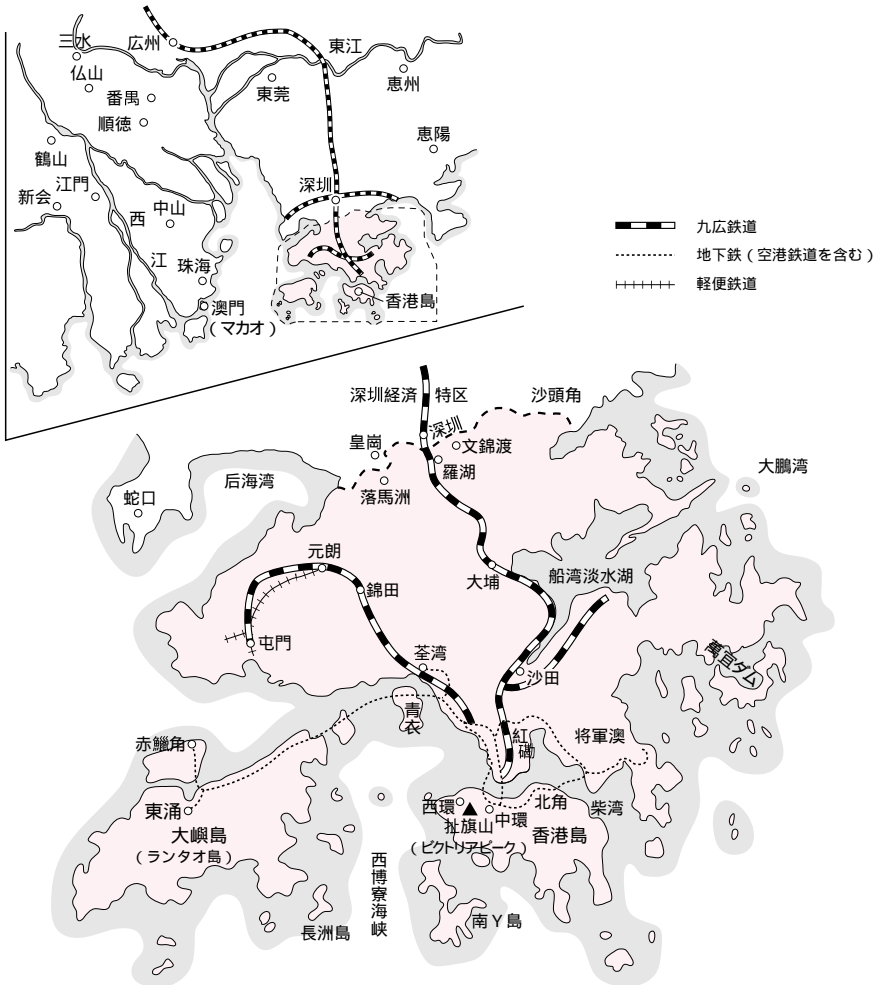 三水
広州
東江
仏山
番禺
東莞
恵州
順徳
恵陽
鶴山
江門
新会
深圳
西
江
中山
珠海
澳門
（マカオ）
香港島
九広鉄道
地下鉄（空港鉄道を含む）
軽便鉄道
深圳経済
特区
沙頭角
深圳
文錦渡
皇崗
羅湖
落馬洲
大鵬湾
后海湾
蛇口
元朗
錦田
大埔
船湾淡水湖
屯門
荃湾
沙田
萬宜ダム
青衣
紅磡
将軍澳
赤鱲角
東涌
大嶼島
（ランタオ島）
西環
中環
北角
柴湾
扯旗山
（ビクトリアピーク）
香港島
西博寮海峡
長洲島
南Ｙ島